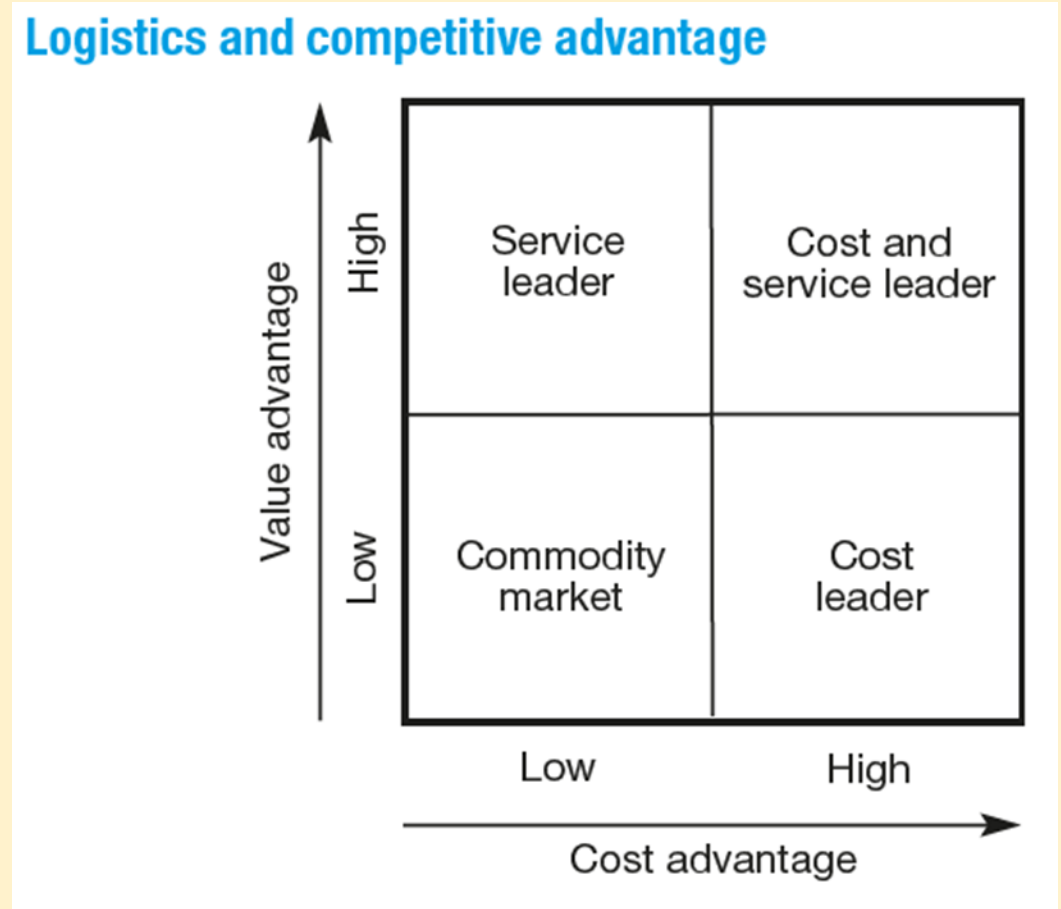 Logistics and competitive advantage
Value advantage
High
Low
Service
leader
Cost and
service leader
Commodity
market
Cost
leader
Low
High
Cost advantage